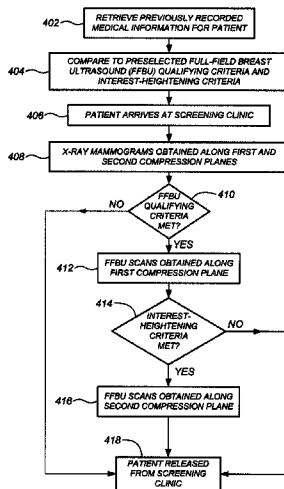 402
RETRIEVE PREVIOUSLY RECORDED
MEDICAL INFORMATION FOR
PATIENT
404
COMPARE TO PRESELECTED FULL-FIELD BREAST
ULTRASOUND (FFBU) QUALIFYING CRITERIA AND
INTEREST-HEIGHTENING CRITERIA
406
PATIENT ARRIVES AT SCREENING CLINIC
408
X-RAY MAMMOGRAMS OBTAINED ALONG FIRST AND
SECOND COMPRESSION PLANES
410
NO
FFBU
QUALIFYING
CRITERIA
MET?
YES
412
FFBU SCANS OBTAINED ALONG
FIRST COMPRESSION PLANE
414
INTEREST-
HEIGHTENING
CRITERIA
MET?
NO
YES
416
FFBU SCANS OBTAINED ALONG
SECOND COMPRESSION PLANE
418
PATIENT RELEASED
FROM SCREENING
CLINIC